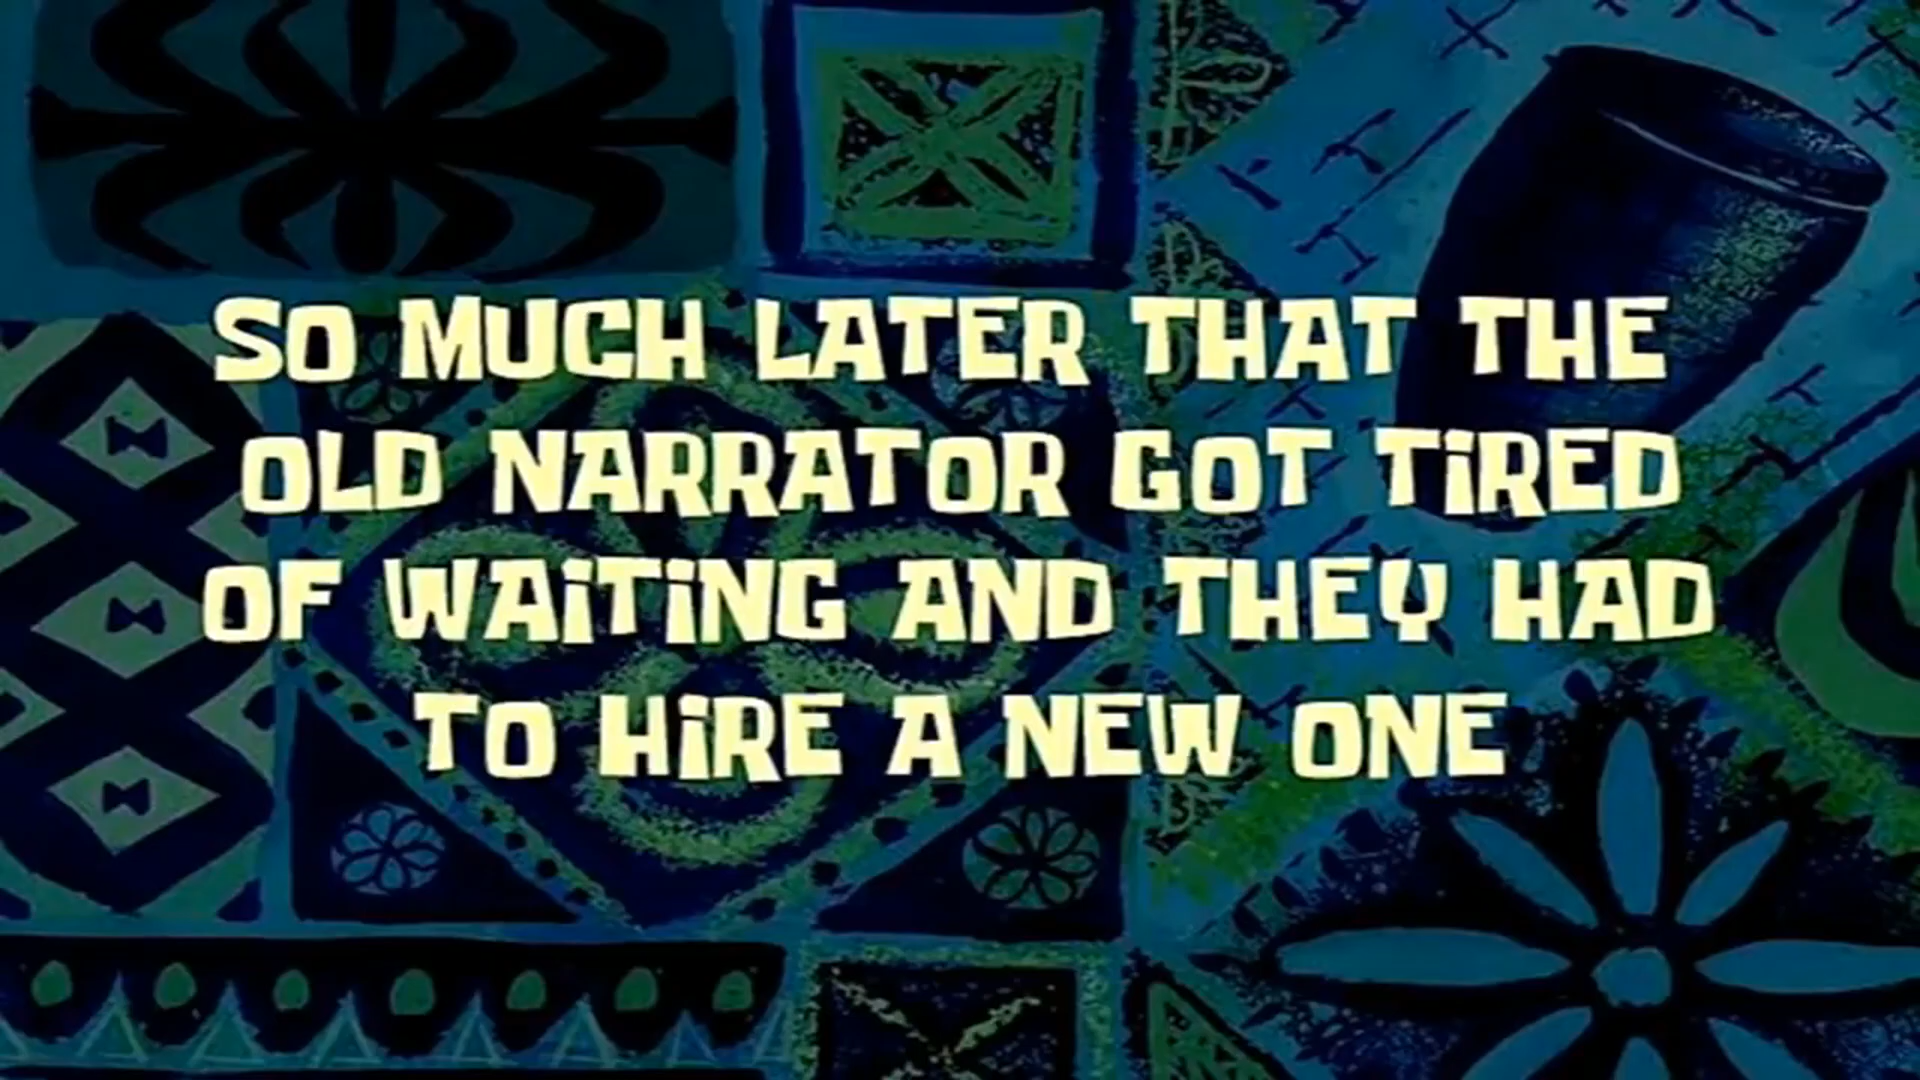 SO MUCH LATER THAT THE
OLD NARRATOR GOT TiRED
OF WAiTiNG AND THEY HAD
TO HiRE A NEW ONE